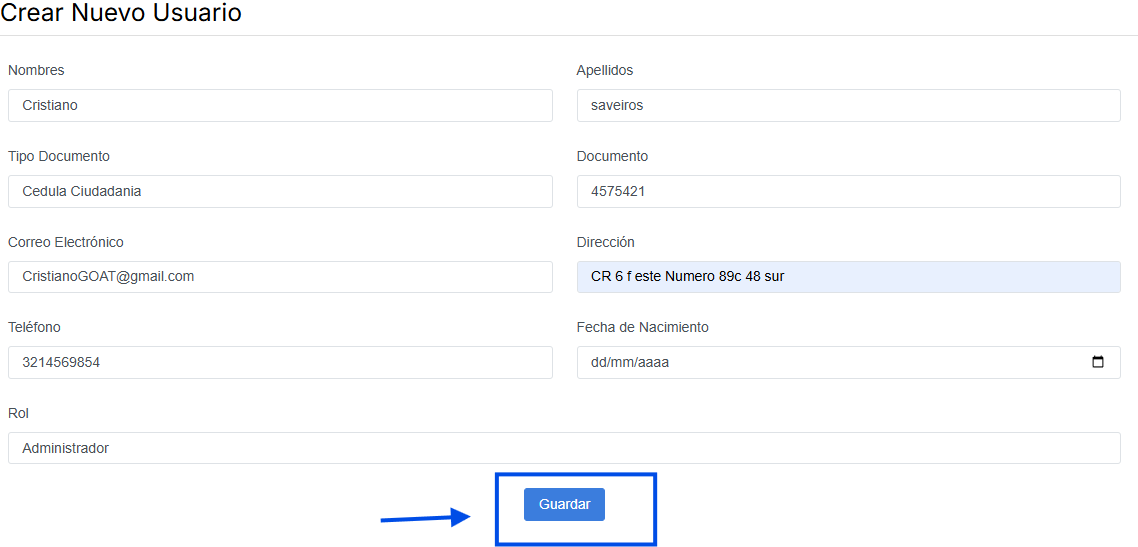 Crear Nuevo Usuario
Nombres Apellidos
Cristiano saveiros
Tipo Documento Documento
Cedula Ciudadania 4575421
Correo Electrónico Dirección
CristianoGOAT@gmail.com CR 6 f este Numero 89c 48 sur
Teléfono Fecha de Nacimiento
3214569854 dd/mm/aaaa
Rol
Administrador
Guardar